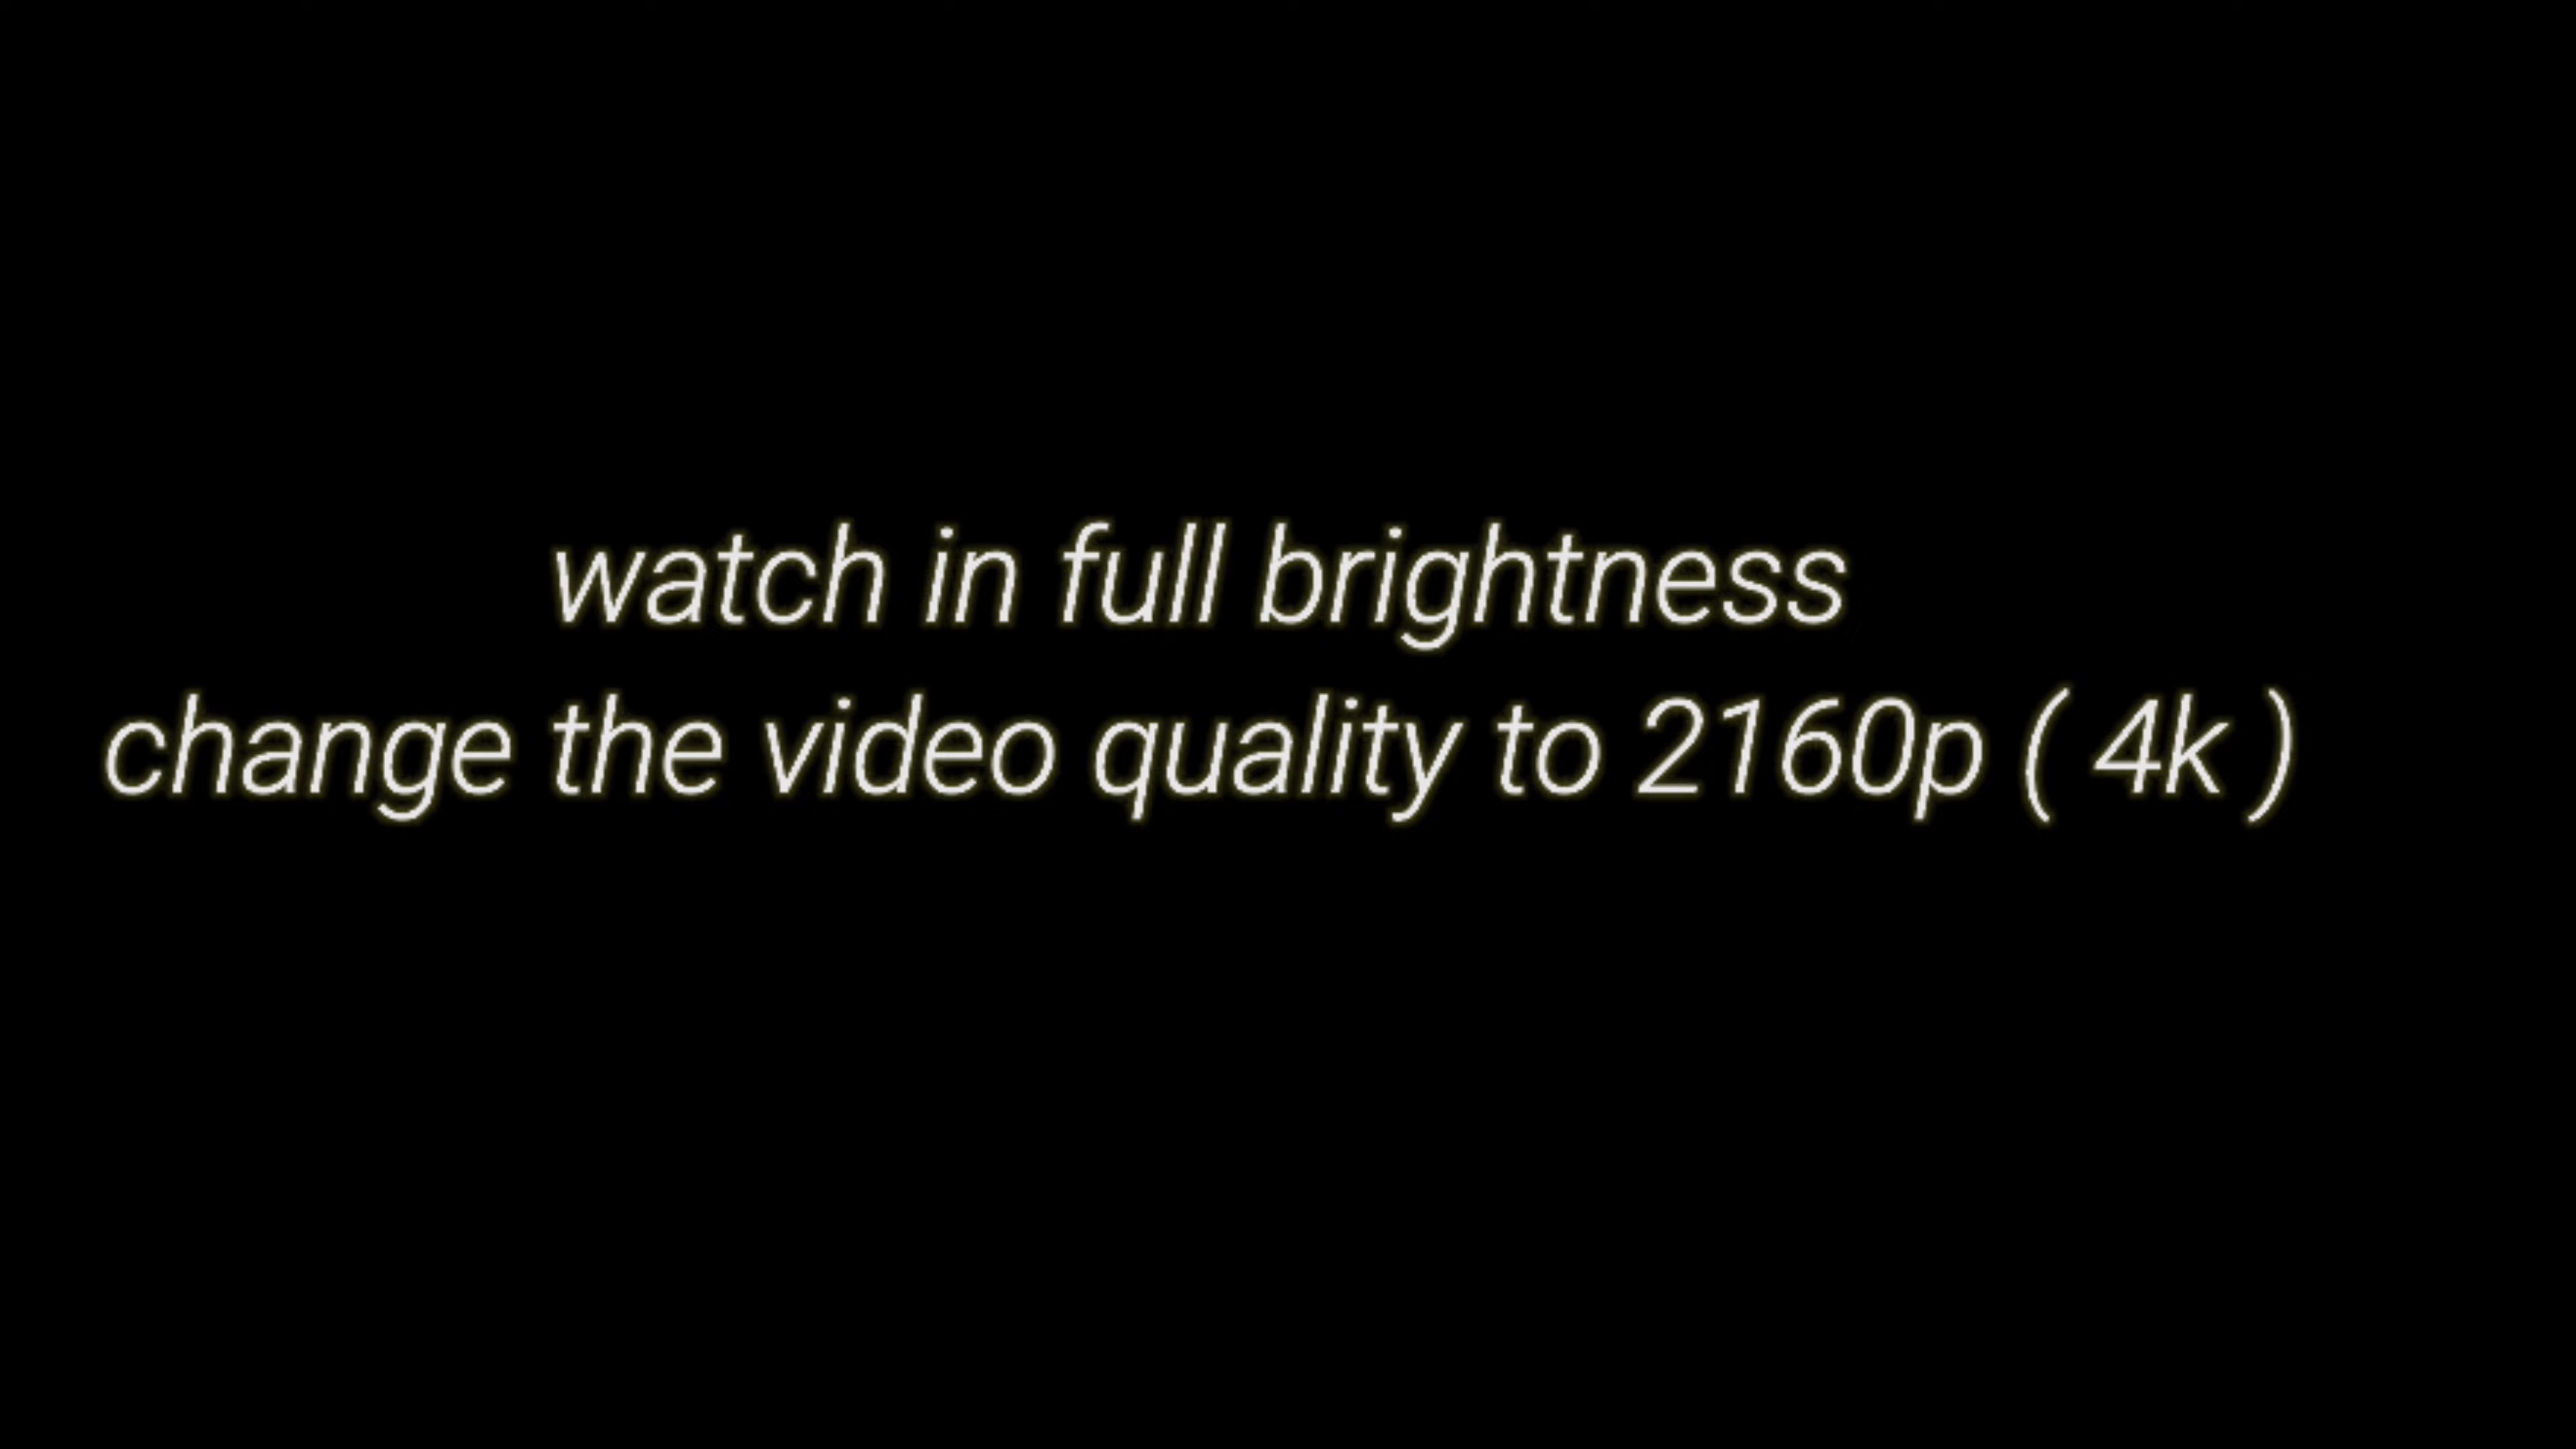 watch in full brightness
change the video quality to 2160p ( 4k )